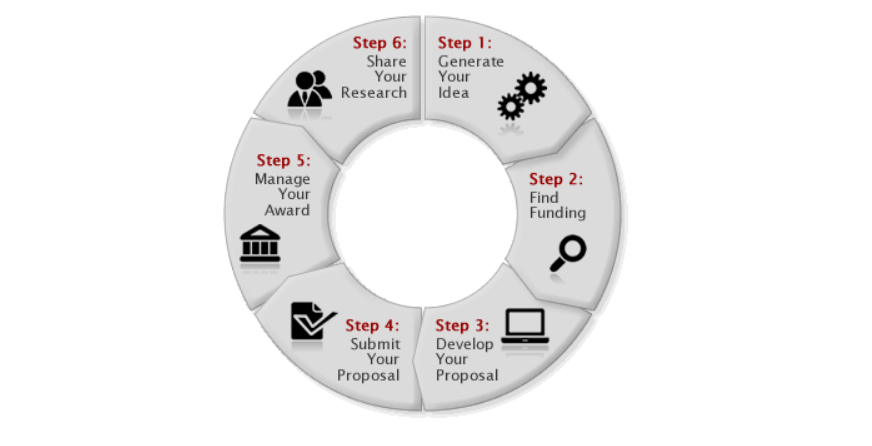 Step 1:
Generate
Your
Idea
Step 2:
Find
Funding
Step 3:
Develop
Your
Proposal
Step 4:
Submit
Your
Proposal
Step 5:
Manage
Your
Award
Step 6:
Share
Your
Research